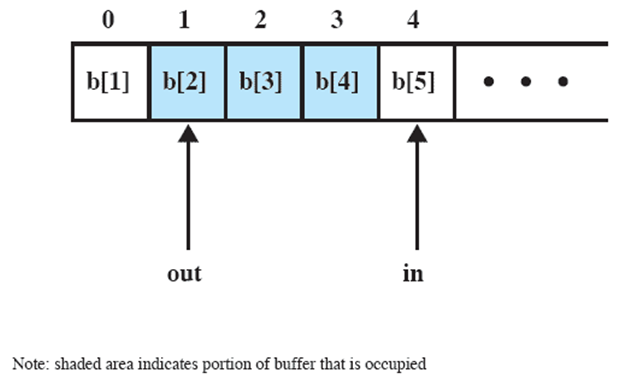 0 1 2 3 4
b[1] b[2] b[3] b[4] b[5] • • •
out in
Note: shaded area indicates portion of buffer that is occupied